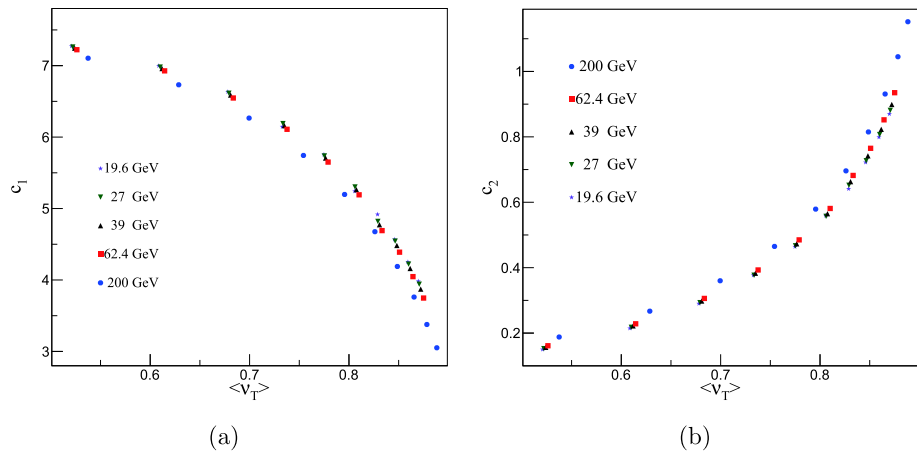 7
6
5
4
3
c1
19.6 GeV
27 GeV
39 GeV
62.4 GeV
200 GeV
0.6
0.7
0.8
<νT>
(a)
1
0.8
0.6
0.4
0.2
c2
200 GeV
62.4 GeV
39 GeV
27 GeV
19.6 GeV
0.6
0.7
0.8
<νT>
(b)